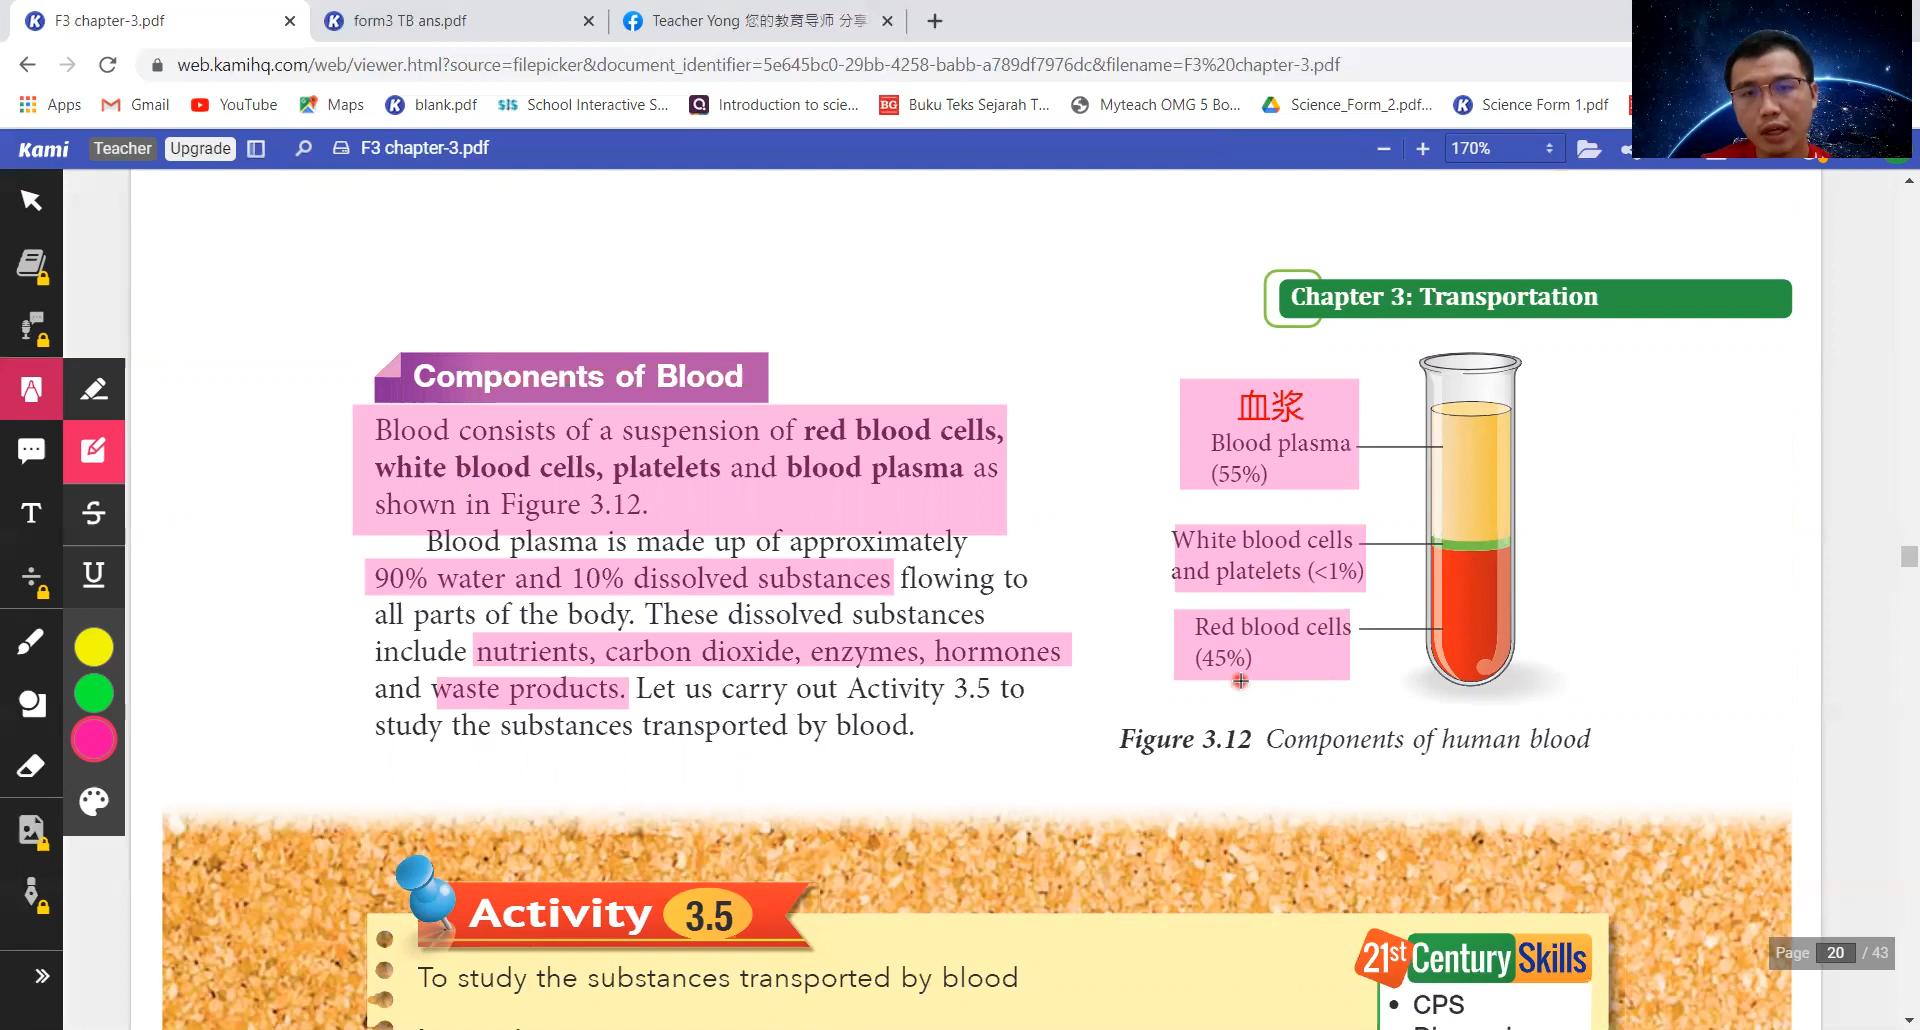 F3 chapter-3.pdf
form3 TB ans.pdf
Teacher Yong 您的教育导师 分享
web.kamihq.com/web/viewer.html?source=filepicker&document_identifier=5e645bc0-29bb-4258-babb-a789df7976dc&filename=F3%20chapter-3.pdf
Apps
Gmail
YouTube
Maps
blank.pdf
SIS
School Interactive S...
Introduction to scie...
BG
Buku Teks Sejarah T...
Myteach OMG 5 Bo...
Science_Form_2.pdf...
Science Form 1.pdf
Kami
Teacher
Upgrade
F3 chapter-3.pdf
170%
Chapter 3: Transportation
Components of Blood
Blood consists of a suspension of red blood cells,
white blood cells, platelets and blood plasma as
shown in Figure 3.12.
Blood plasma is made up of approximately
90% water and 10% dissolved substances flowing to
all parts of the body. These dissolved substances
include nutrients, carbon dioxide, enzymes, hormones
and waste products. Let us carry out Activity 3.5 to
study the substances transported by blood.
血浆
Blood plasma
(55%)
White blood cells
and platelets (<1%)
Red blood cells
(45%)
Figure 3.12 Components of human blood
Activity 3.5
To study the substances transported by blood
21st Century Skills
• CPS
Page 20 / 43